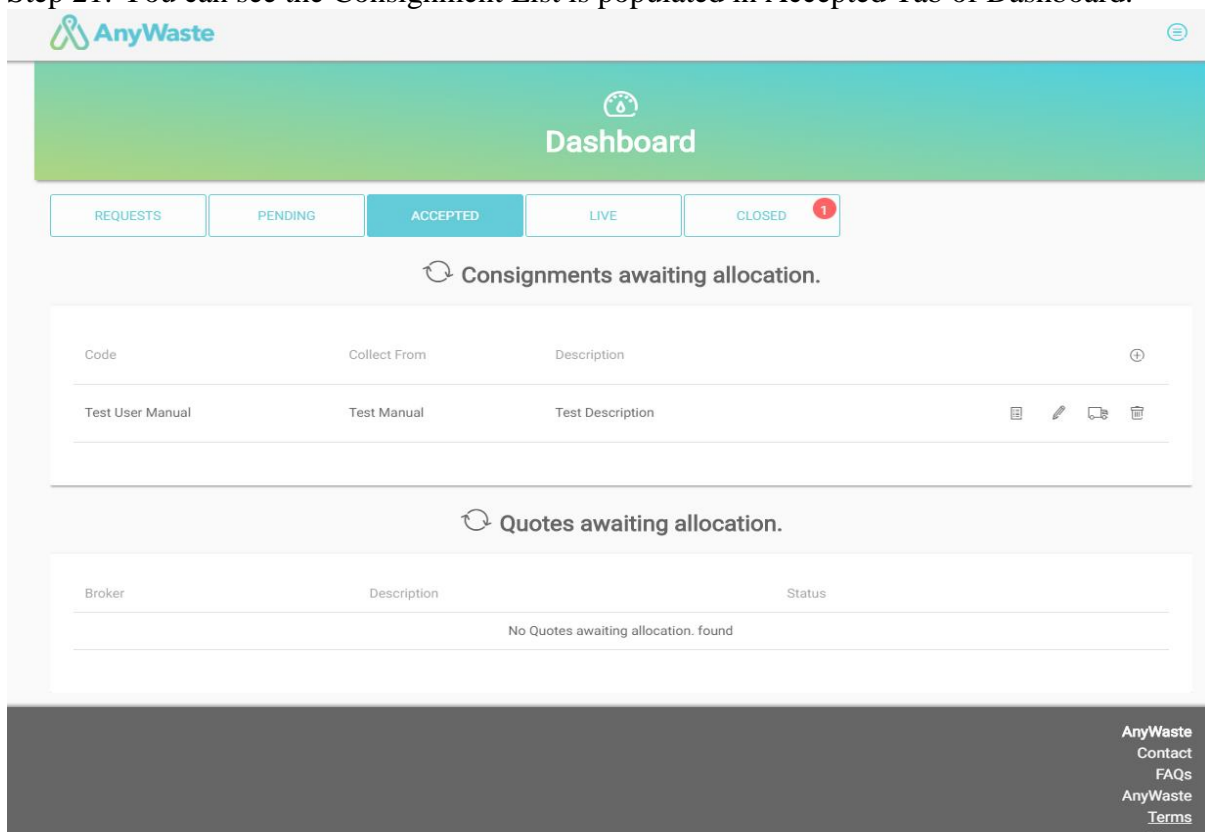 Step 21: You can see the Consignment List is populated in Accepted Tab of Dashboard.
AnyWaste
Dashboard
REQUESTS PENDING ACCEPTED LIVE CLOSED 1
Consignments awaiting allocation.
Code Collect From Description
Test User Manual Test Manual Test Description
Quotes awaiting allocation.
Broker Description Status
No Quotes awaiting allocation. found
AnyWaste
Contact
FAQs
AnyWaste
Terms